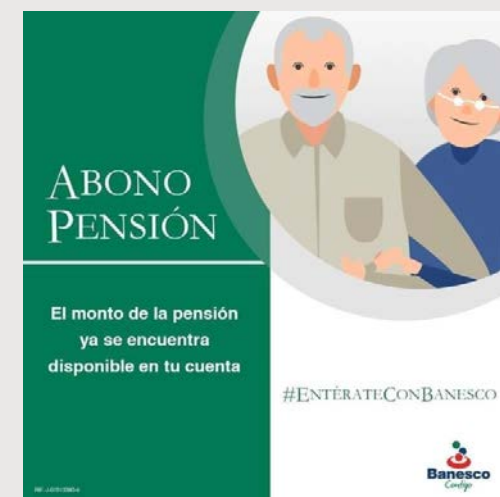 ABONO
PENSIÓN
El monto de la pensión
ya se encuentra
disponible en tu cuenta
#ENTÉRATECONBANESCO
Banesco
Contigo